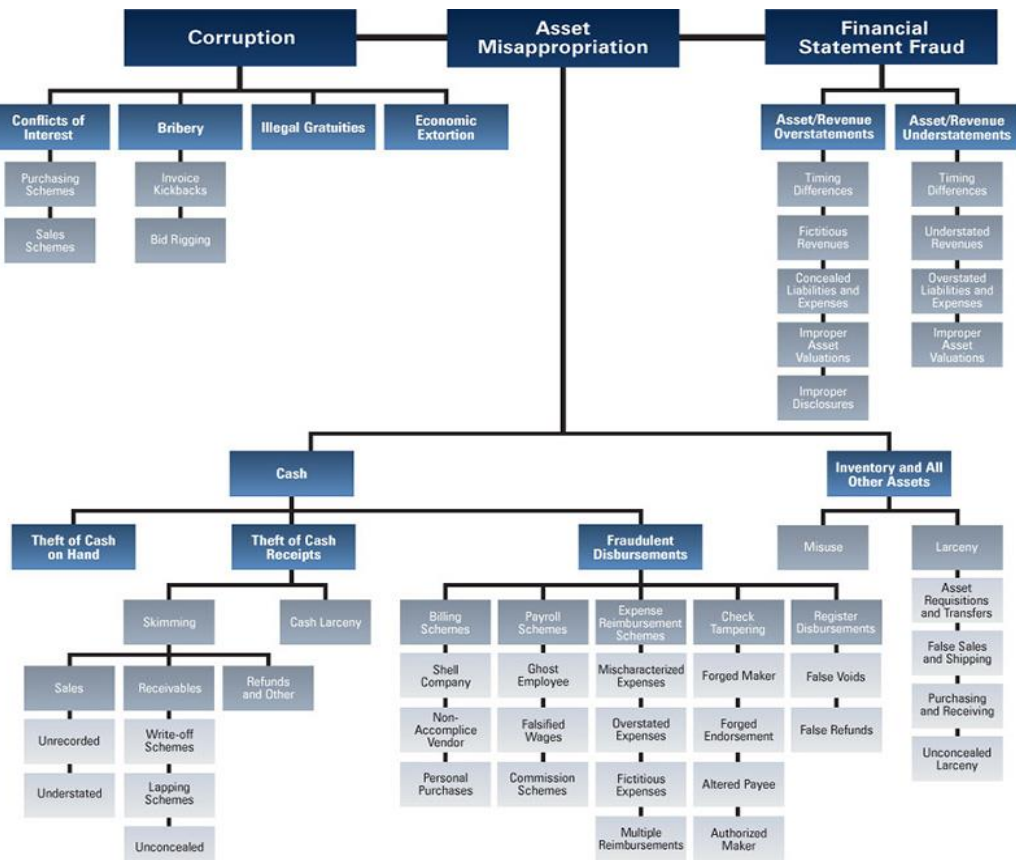 Corruption
Asset
Misappropriation
Financial
Statement Fraud
Conflicts of
Interest
Bribery
Illegal Gratuities
Economic
Extortion
Asset/Revenue
Overstatements
Asset/Revenue
Understatements
Purchasing
Schemes
Sales
Schemes
Invoice
Kickbacks
Bid Rigging
Timing
Differences
Fictitious
Revenues
Concealed
Liabilities and
Expenses
Improper
Asset
Valuations
Improper
Disclosures
Timing
Differences
Understated
Revenues
Overstated
Liabilities and
Expenses
Improper
Asset
Valuations
Cash
Inventory and All
Other Assets
Theft of Cash
on Hand
Theft of Cash
Receipts
Fraudulent
Disbursements
Misuse
Larceny
Asset
Requisitions
and Transfers
False Sales
and Shipping
Purchasing
and Receiving
Unconcealed
Larceny
Skimming
Cash Larceny
Sales
Receivables
Refunds
and Other
Unrecorded
Understated
Write-off
Schemes
Lapping
Schemes
Unconcealed
Billing
Schemes
Shell
Company
Non-
Accomplice
Vendor
Personal
Purchases
Payroll
Schemes
Ghost
Employee
Falsified
Wages
Commission
Schemes
Expense
Reimbursement
Schemes
Mischaracterized
Expenses
Overstated
Expenses
Fictitious
Expenses
Multiple
Reimbursements
Check
Tampering
Forged Maker
Forged
Endorsement
Altered Payee
Authorized
Maker
Register
Disbursements
False Voids
False Refunds